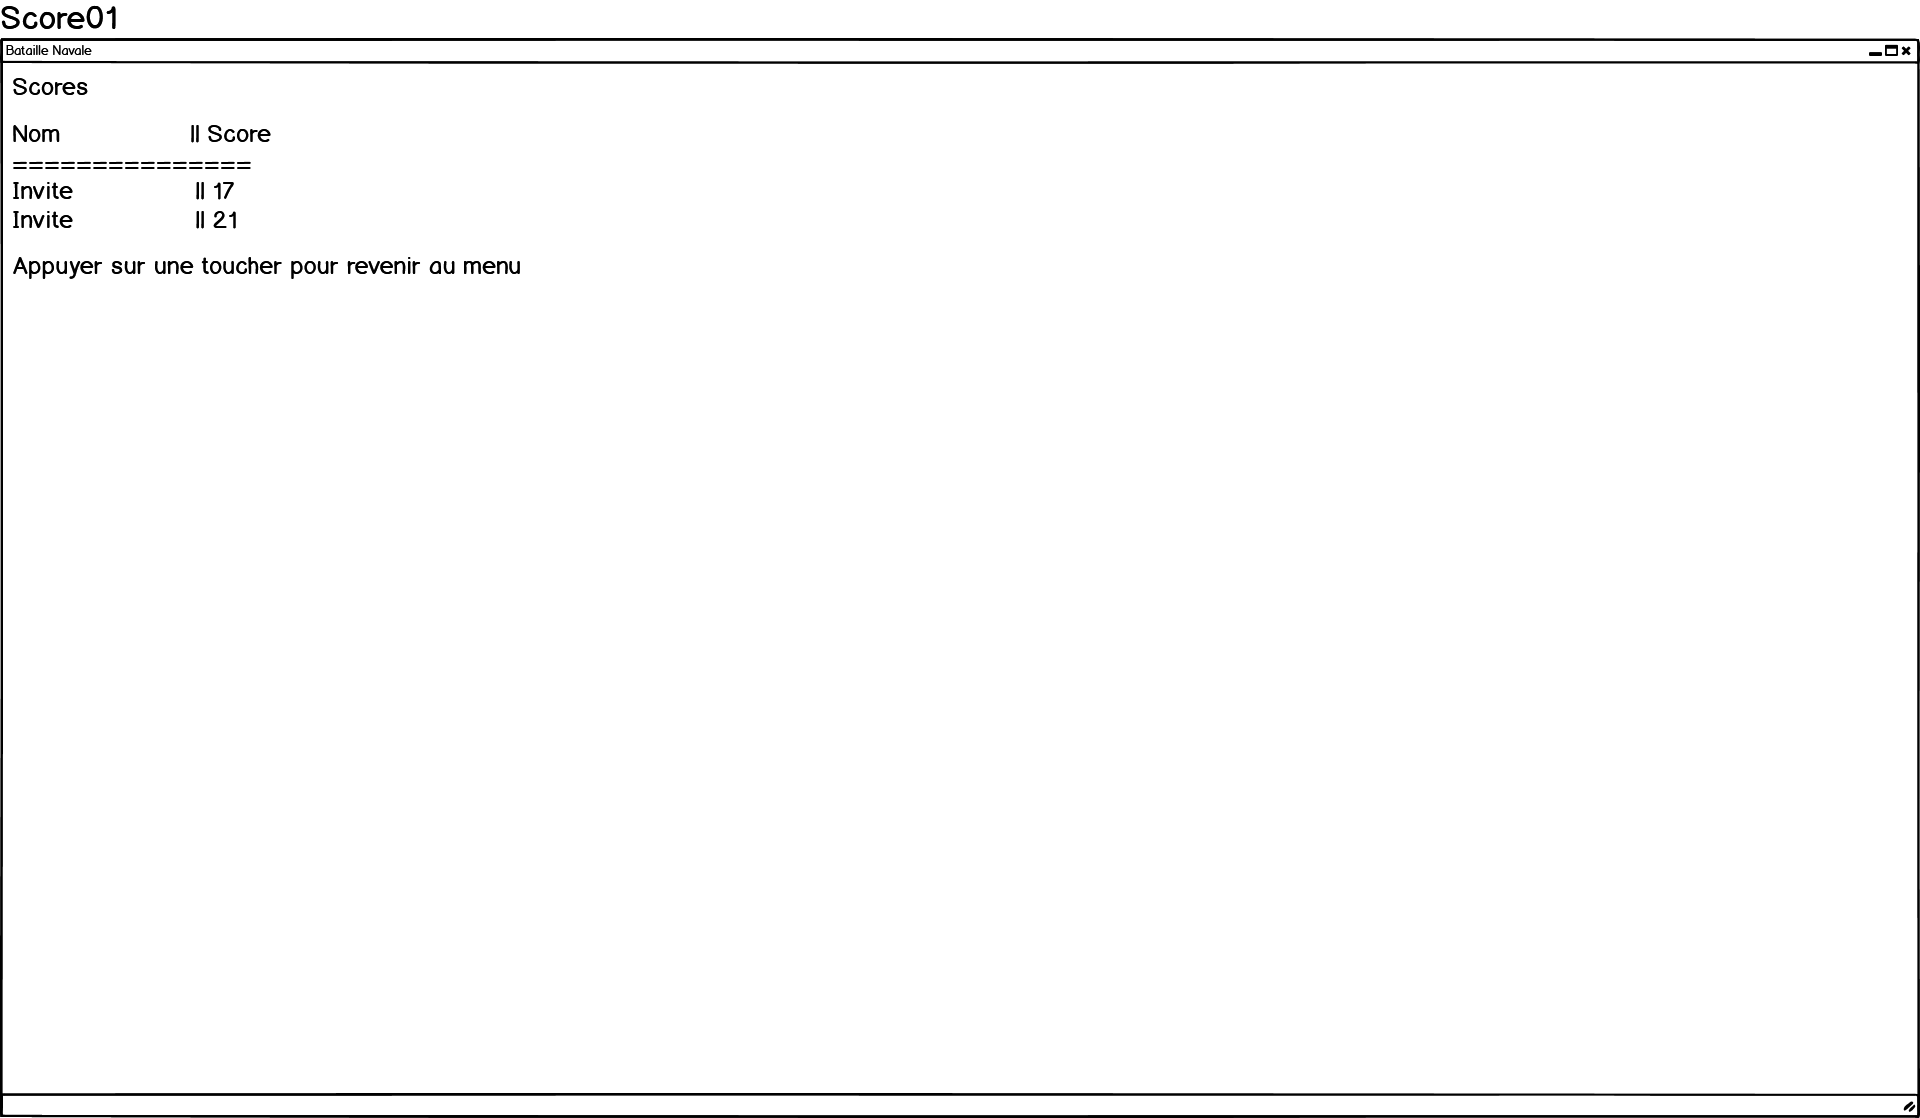 Score01
Bataille Navale
Scores
Nom || Score
===============
Invite || 17
Invite || 21
Appuyer sur une toucher pour revenir au menu